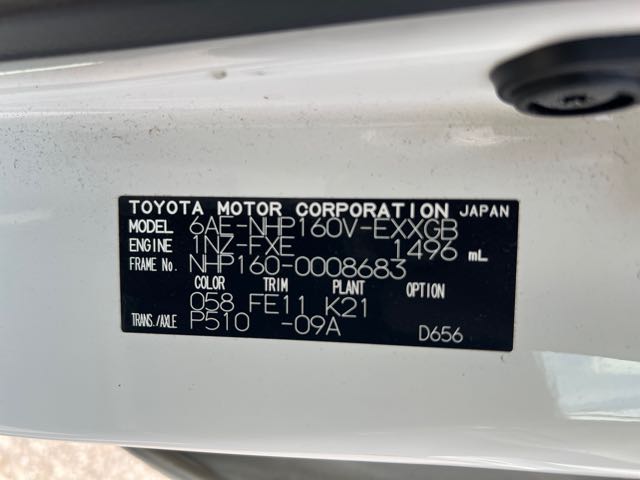 TOYOTA MOTOR CORPORATION JAPAN
MODEL 6AE-NHP160V-EXXGB
ENGINE 1NZ-FXE 1496 mL
FRAME No. NHP160-0008683
COLOR TRIM PLANT OPTION
058 FE11 K21
TRANS./AXLE P510 -09A D656